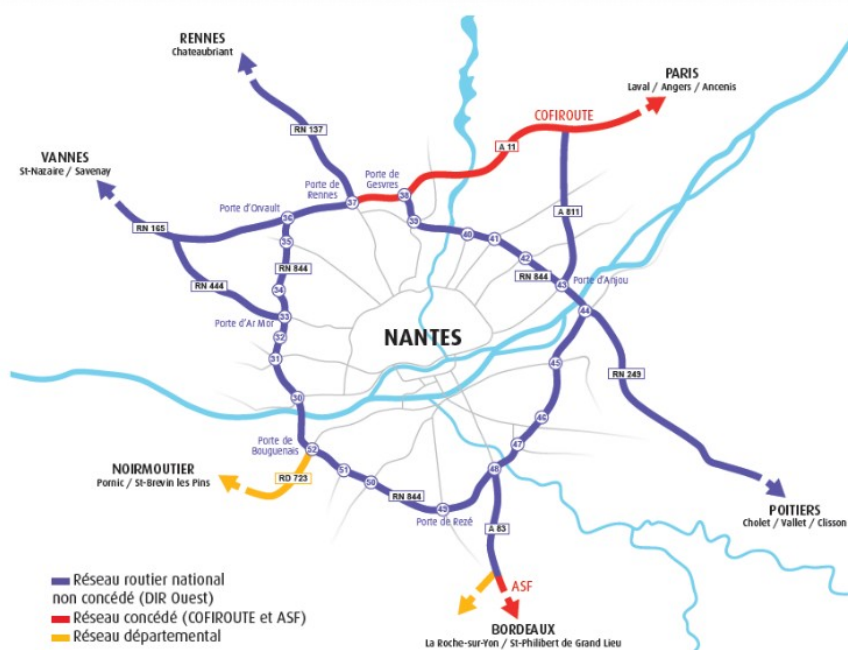 RENNES
Chateaubriant
PARIS
Laval / Angers / Ancenis
COFIROUTE
RN 137
A 11
VANNES
St-Nazaire / Savenay
Porte de
Rennes
Porte de
Gesvres
37
38
Porte d'Orvault
36
39
A 811
RN 165
35
40
41
42
RN 844
RN 844
43
Porte d'Anjou
RN 444
34
44
Porte d'Ar Mor
33
32
NANTES
31
45
RN 249
30
46
Porte de
Bouguenais
52
47
NOIRMOUTIER
Pornic / St-Brevin les Pins
RD 723
51
50
48
RN 844
49
Porte de Rezé
A 83
POITIERS
Cholet / Vallet / Clisson
Réseau routier national
non concédé (DIR Ouest)
ASF
Réseau concédé (COFIROUTE et ASF)
BORDEAUX
Réseau départemental
La Roche-sur-Yon / St-Philibert de Grand Lieu